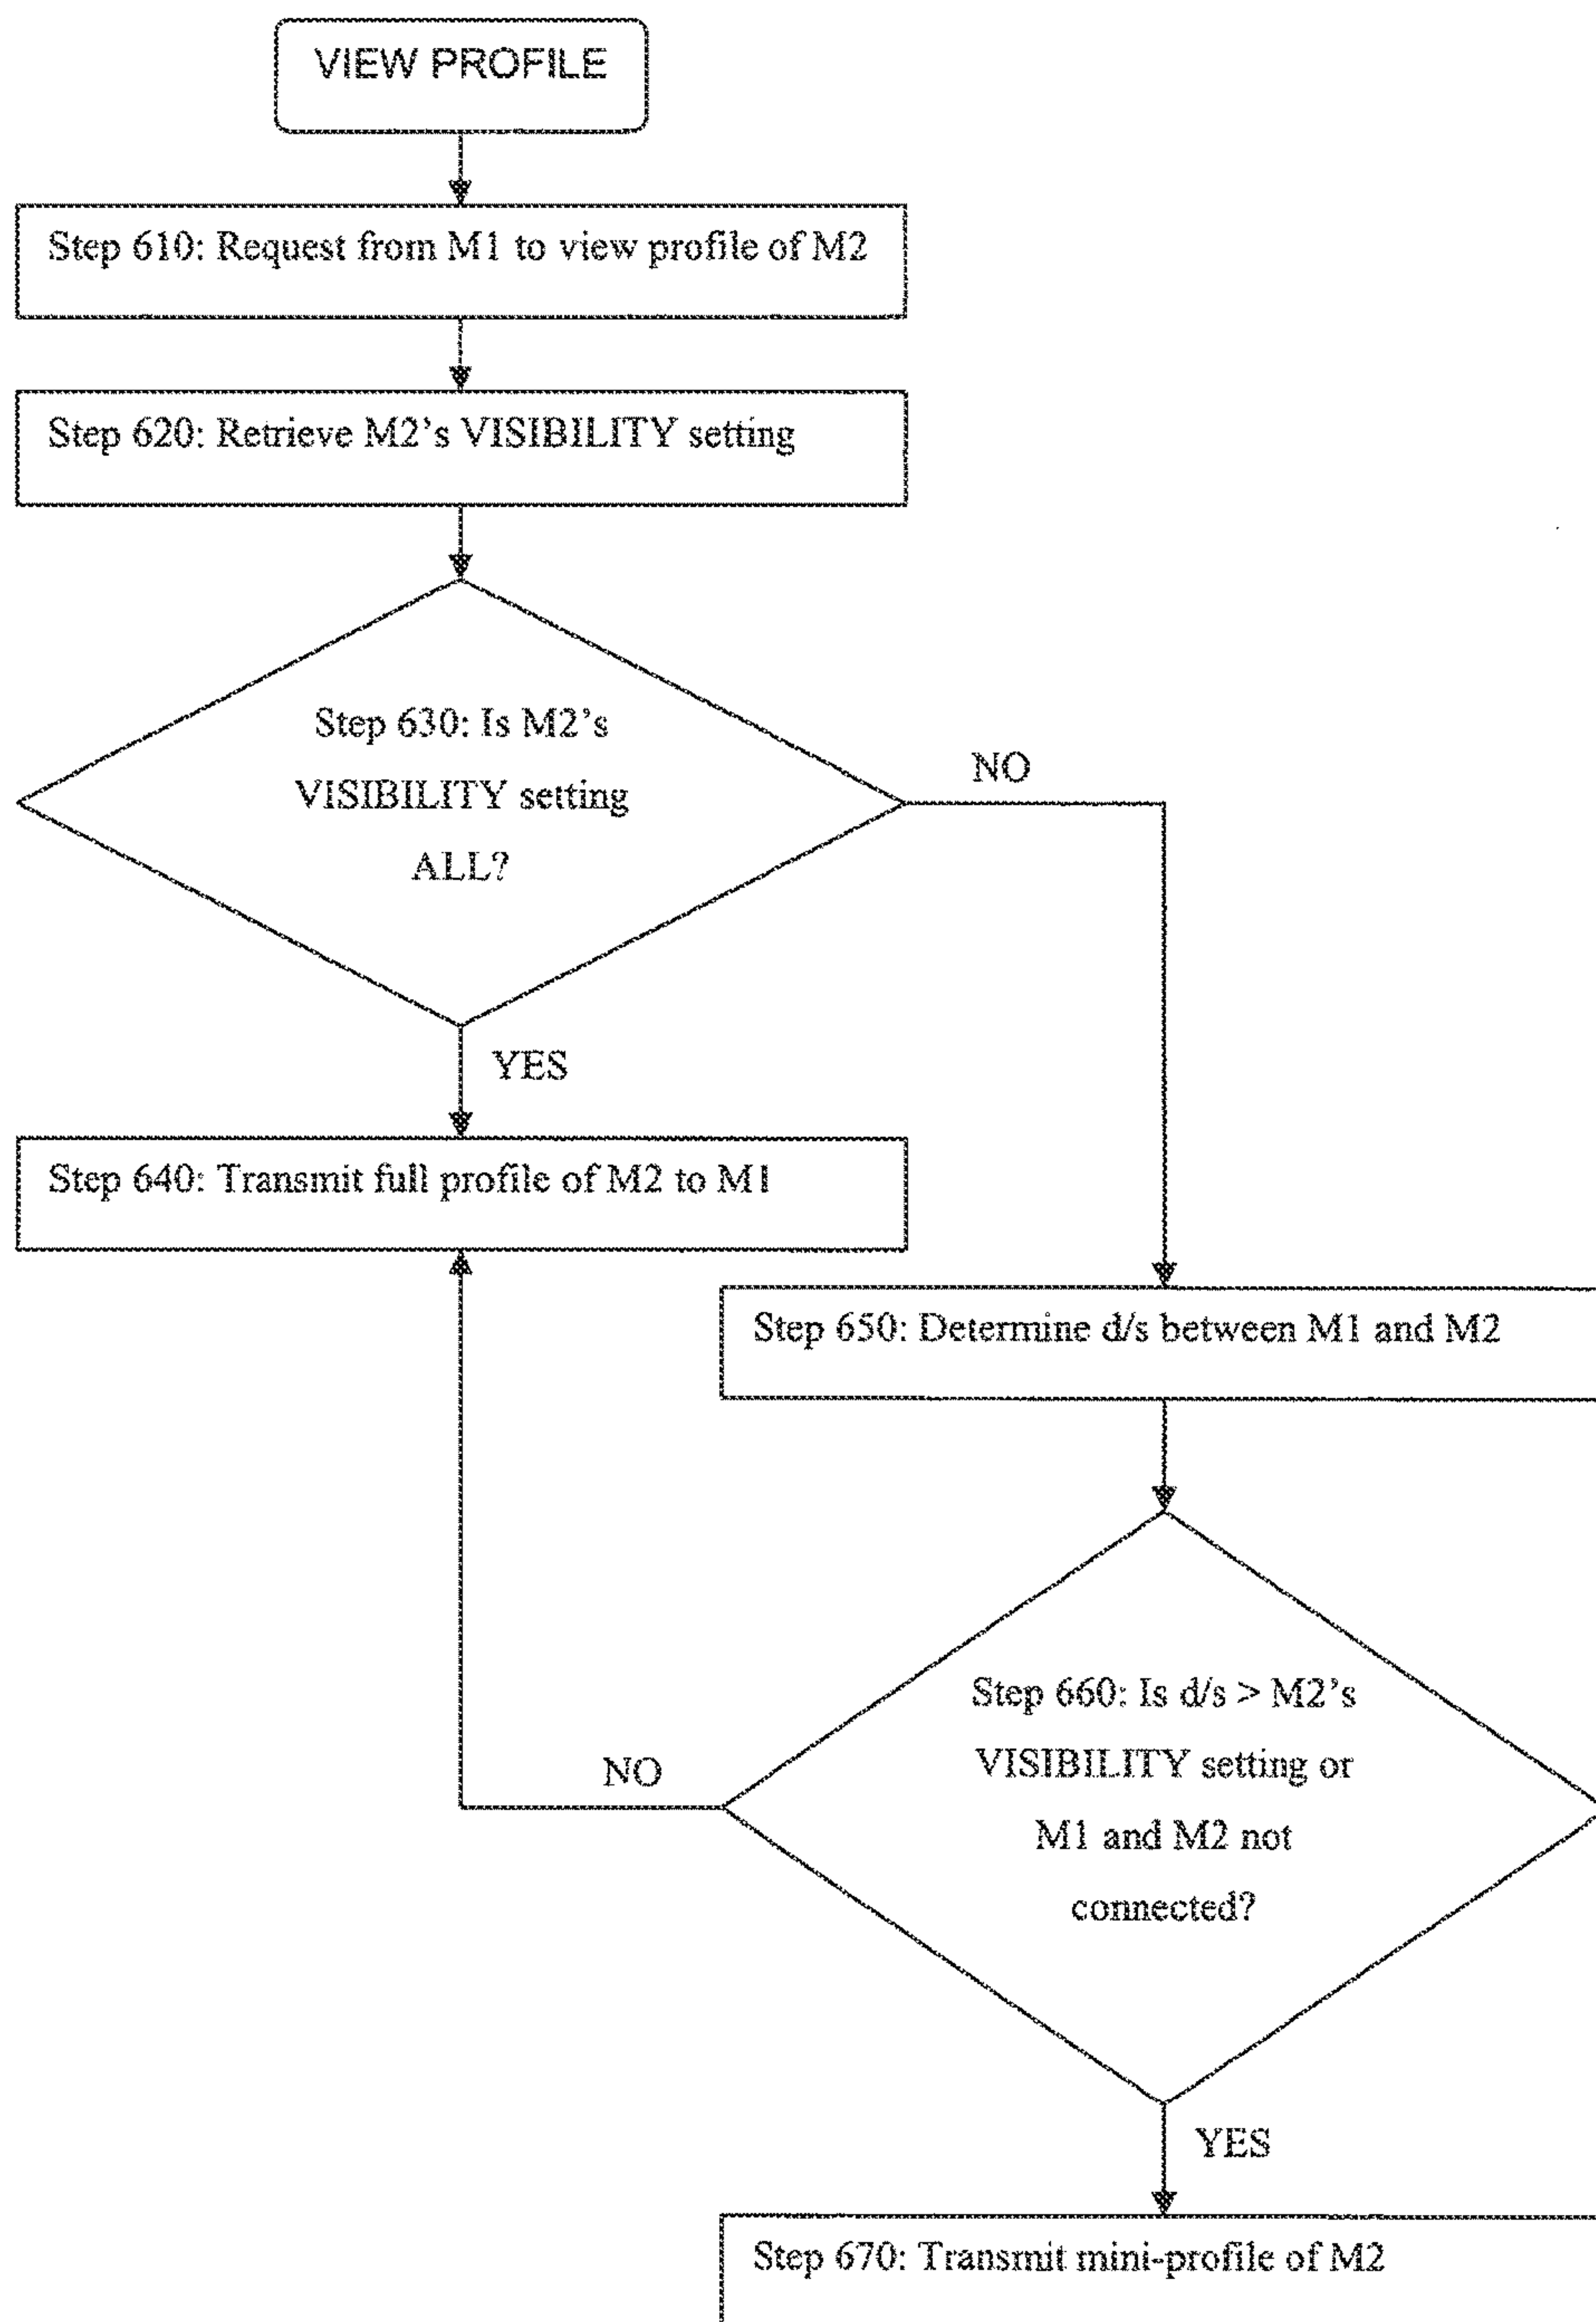 VIEW PROFILE
Step 610: Request from M1 to view profile of M2
Step 620: Retrieve M2’s VISIBILITY setting
Step 630: Is M2’s
VISIBILITY setting
ALL?
NO
YES
Step 640: Transmit full profile of M2 to M1
Step 650: Determine d/s between M1 and M2
Step 660: Is d/s > M2’s
VISIBILITY setting or
M1 and M2 not
connected?
NO
YES
Step 670: Transmit mini-profile of M2